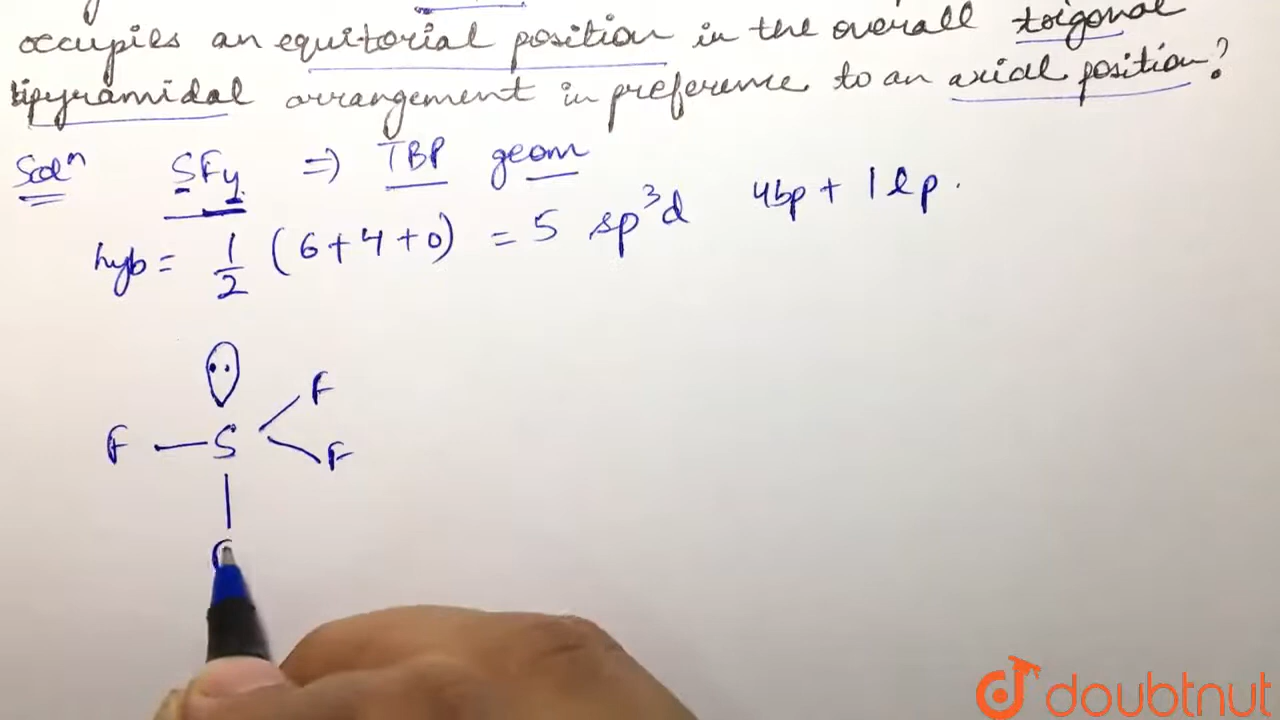 occupies an equitorial position in the overall trigonal
bipyramidal arrangement in preference to an axial position?
Solⁿ SF4 ⇒ TBP geom
hyb = 1/2 (6+4+0) = 5 sp³d 4bp + 1lp.
F
F – S
F
doubtnut